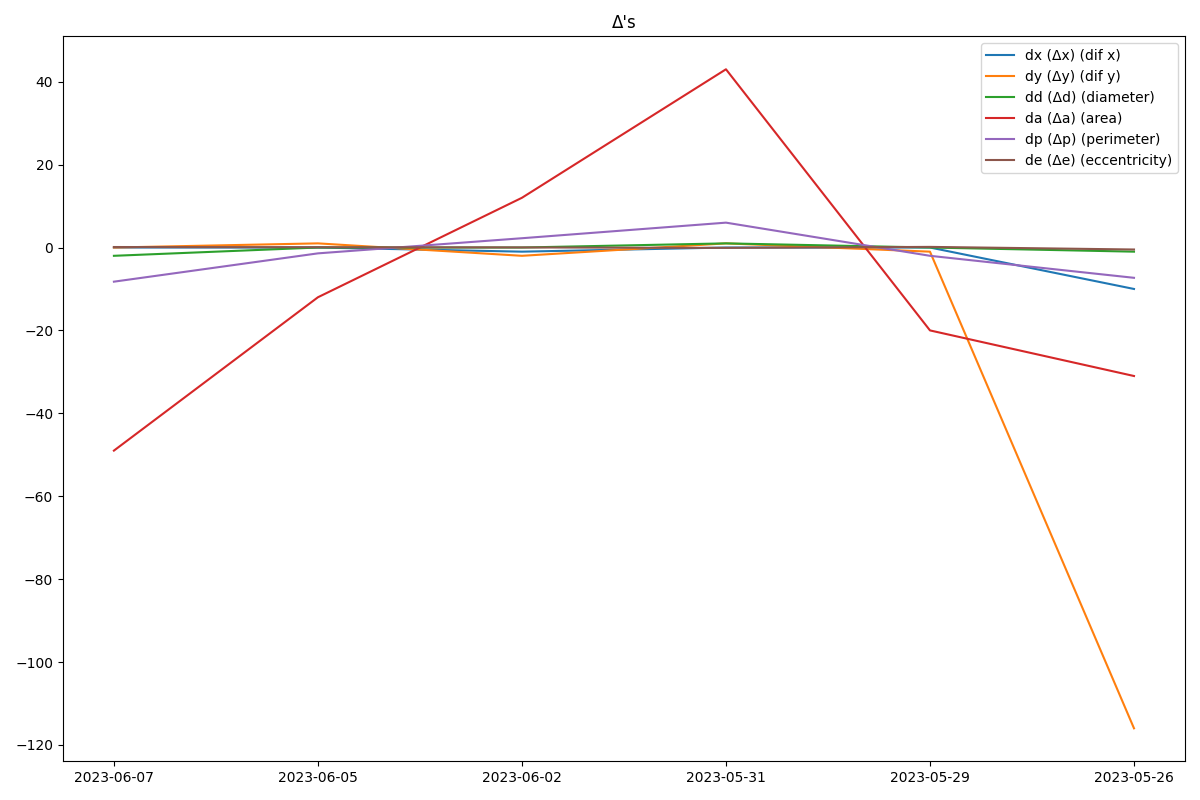 Δ's
dx (Δx) (dif x)
dy (Δy) (dif y)
dd (Δd) (diameter)
da (Δa) (area)
dp (Δp) (perimeter)
de (Δe) (eccentricity)
40
20
0
−20
−40
−60
−80
−100
−120
2023-06-07 2023-06-05 2023-06-02 2023-05-31 2023-05-29 2023-05-26